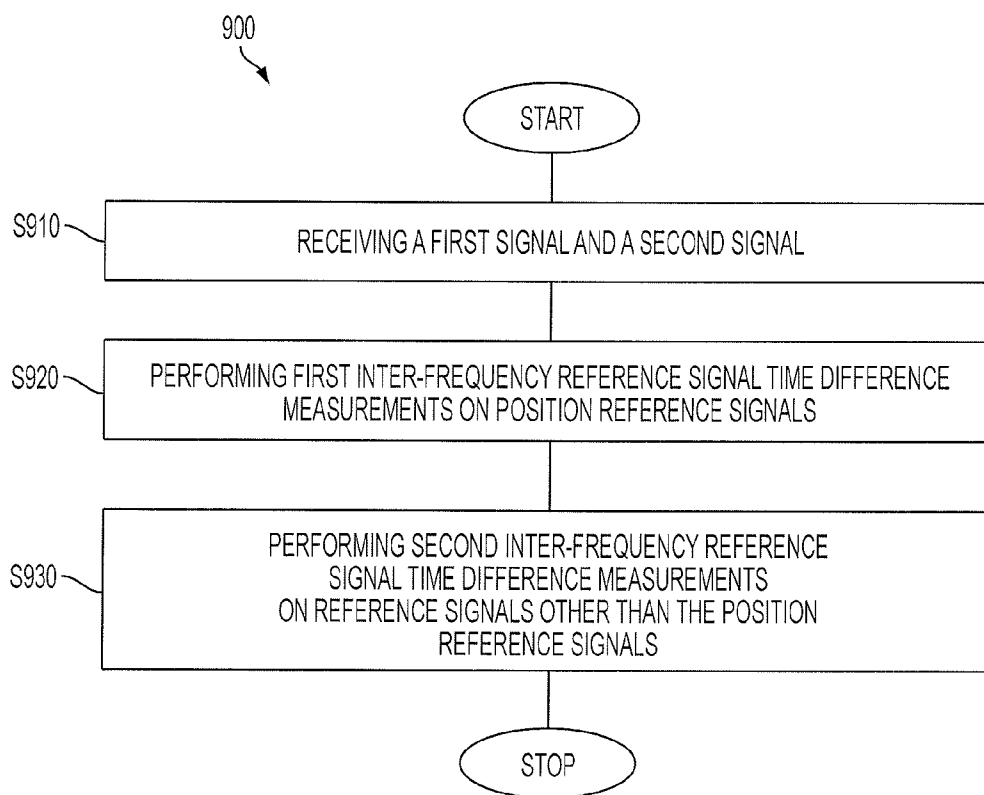 900
START
S910
RECEIVING A FIRST SIGNAL AND A SECOND SIGNAL
S920
PERFORMING FIRST INTER-FREQUENCY REFERENCE SIGNAL TIME DIFFERENCE
MEASUREMENTS ON POSITION REFERENCE SIGNALS
S930
PERFORMING SECOND INTER-FREQUENCY REFERENCE
SIGNAL TIME DIFFERENCE MEASUREMENTS
ON REFERENCE SIGNALS OTHER THAN THE POSITION
REFERENCE SIGNALS
STOP